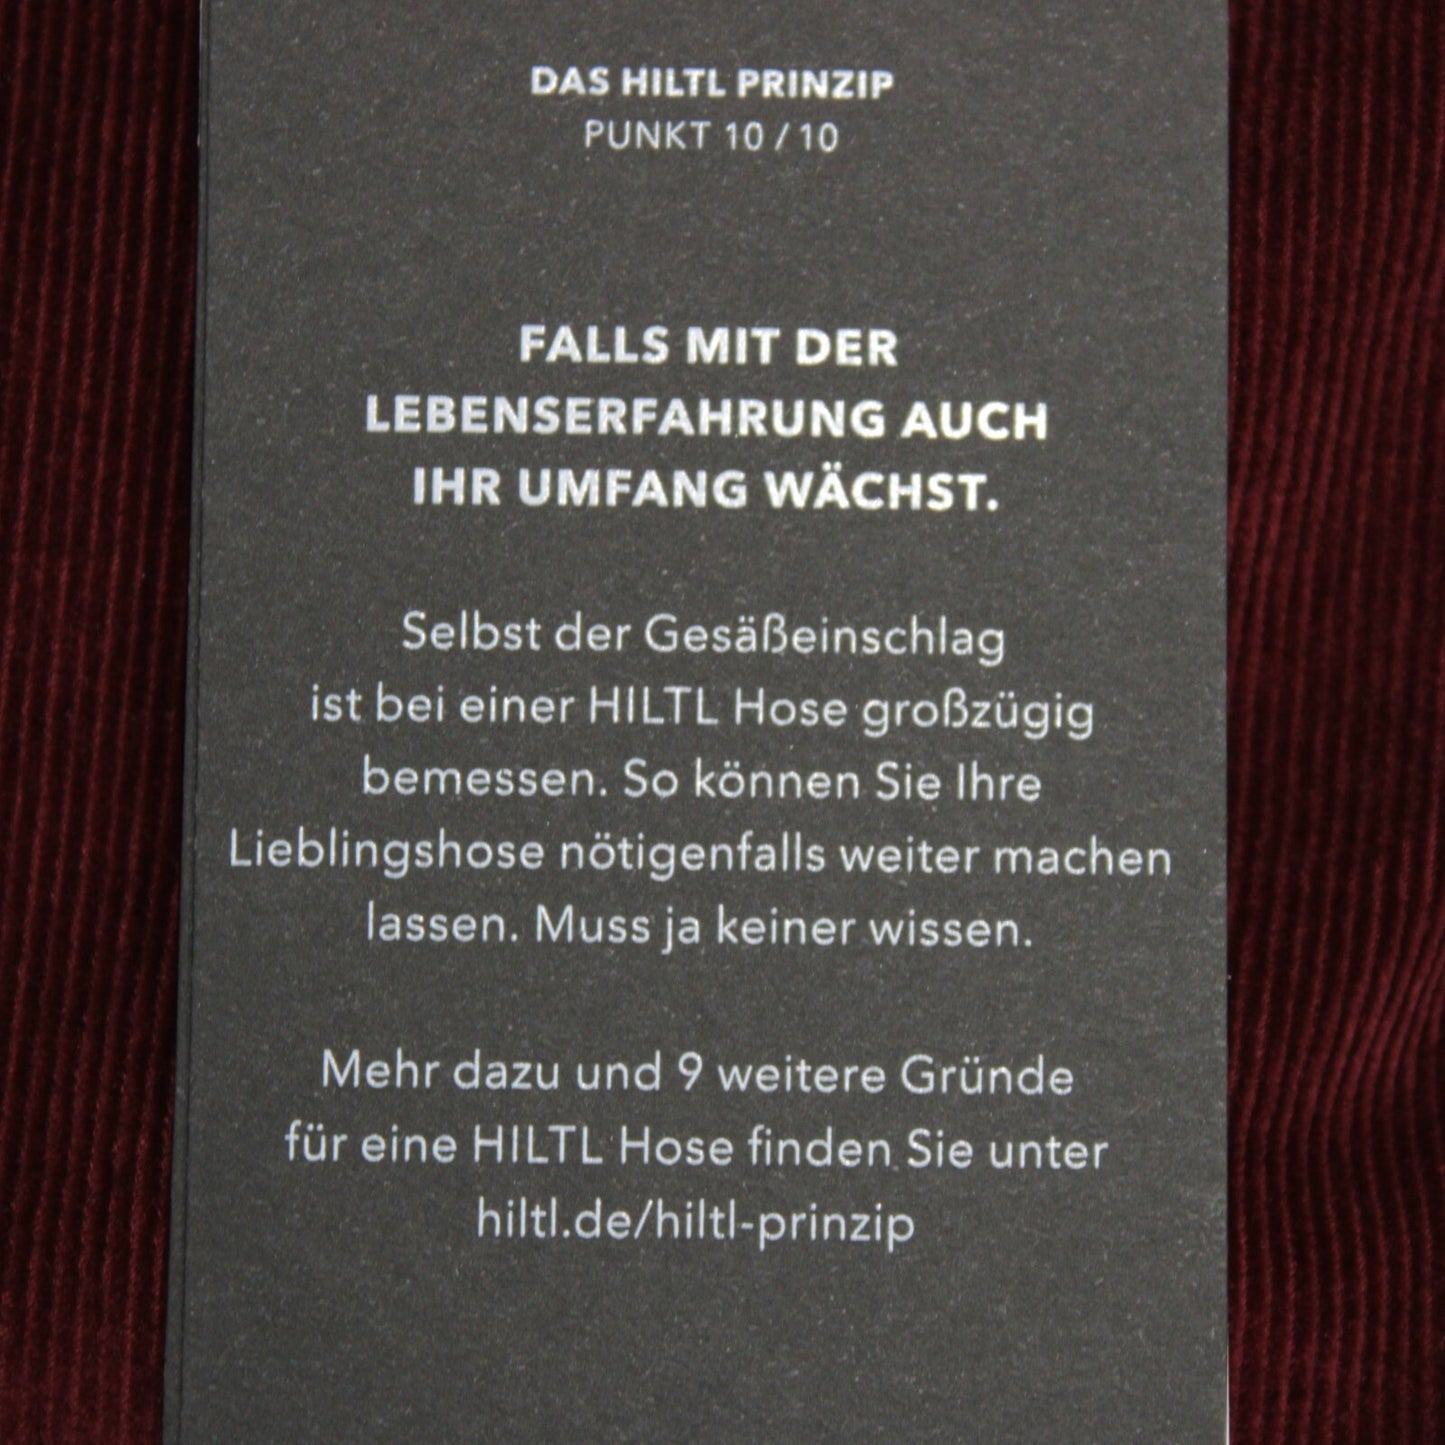 DAS HILTL PRINZIP
PUNKT 10 / 10
FALLS MIT DER
LEBENSERFAHRUNG AUCH
IHR UMFANG WÄCHST.
Selbst der Gesäßeinschlag
ist bei einer HILTL Hose großzügig
bemessen. So können Sie Ihre
Lieblingshose nötigenfalls weiter machen
lassen. Muss ja keiner wissen.
Mehr dazu und 9 weitere Gründe
für eine HILTL Hose finden Sie unter
hiltl.de/hiltl-prinzip